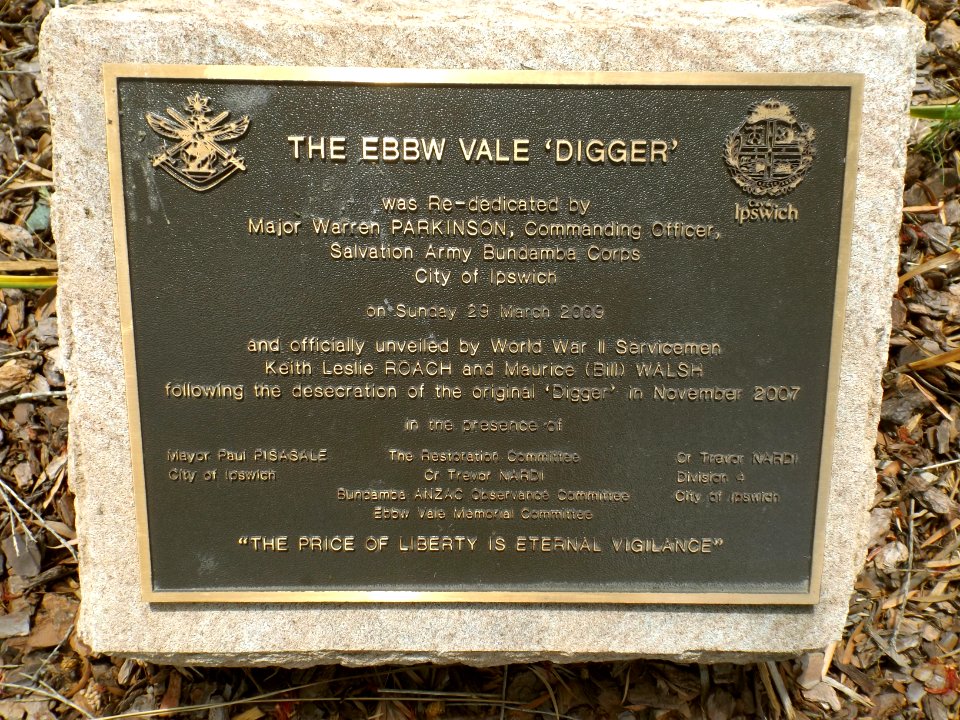 THE EBBW VALE 'DIGGER'
City of
Ipswich
was Re-dedicated by
Major Warren PARKINSON, Commanding Officer,
Salvation Army Bundamba Corps
City of Ipswich
on Sunday 29 March 2009
and officially unveiled by World War II Servicemen
Keith Leslie ROACH and Maurice (Bill) WALSH
following the desecration of the original 'Digger' in November 2007
in the presence of
Mayor Paul PISASALE
City of Ipswich
The Restoration Committee
Cr Trevor NARDI
Bundamba ANZAC Observance Committee
Ebbw Vale Memorial Committee
Cr Trevor NARDI
Division 4
City of Ipswich
"THE PRICE OF LIBERTY IS ETERNAL VIGILANCE"